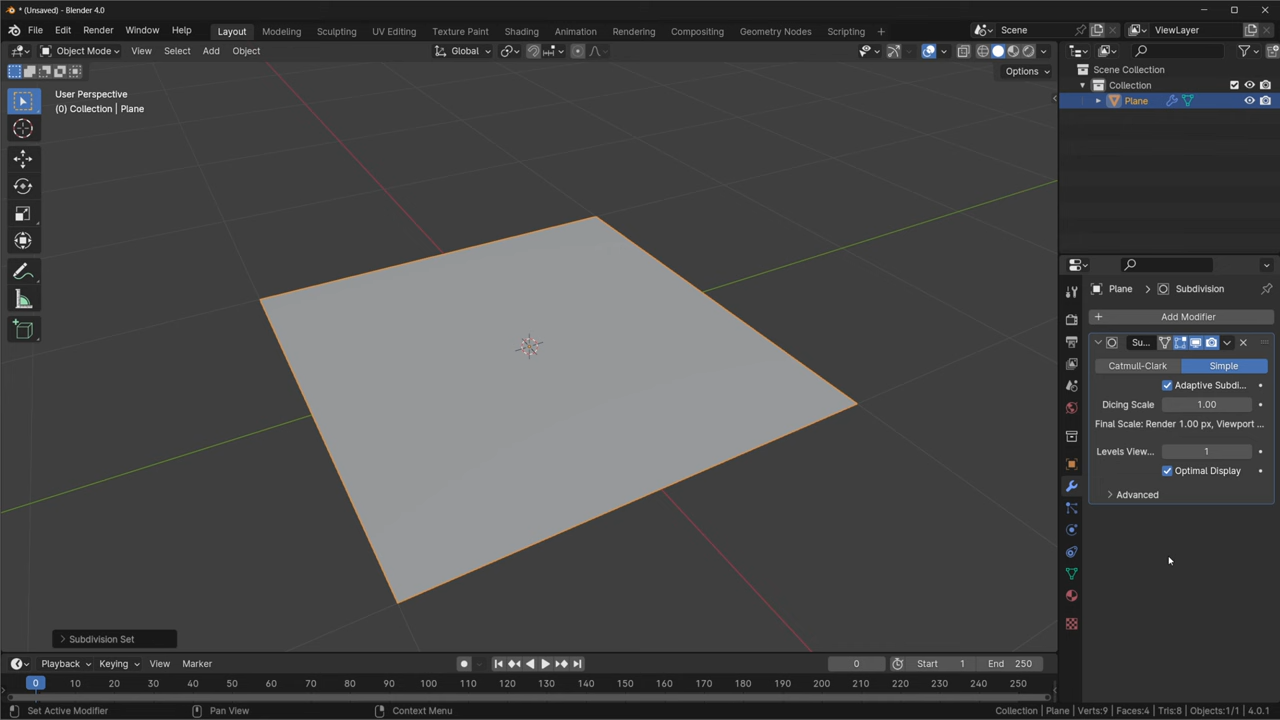 * (Unsaved) - Blender 4.0
File Edit Render Window Help Layout Modeling Sculpting UV Editing Texture Paint Shading Animation Rendering Compositing Geometry Nodes Scripting + Scene ViewLayer
Object Mode View Select Add Object Global
Options
User Perspective
(0) Collection | Plane
Scene Collection
Collection
Plane
Plane > Subdivision
+ Add Modifier
Su...
Catmull-Clark Simple
Adaptive Subdi...
Dicing Scale 1.00
Final Scale: Render 1.00 px, Viewport ...
Levels View... 1
Optimal Display
> Advanced
> Subdivision Set
Playback Keying View Marker 0 Start 1 End 250
0 10 20 30 40 50 60 70 80 90 100 110 120 130 140 150 160 170 180 190 200 210 220 230 240 250
Set Active Modifier Pan View Context Menu Collection | Plane | Verts:9 | Faces:4 | Tris:8 | Objects:1/1 | 4.0.1